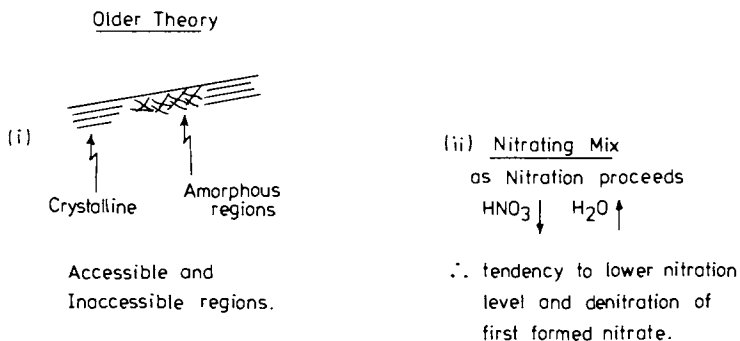 Older Theory
(i)
Crystalline
Amorphous
regions
Accessible and
Inaccessible regions.
(ii) Nitrating Mix
as Nitration proceeds
HNO₃↓ H₂O↑
∴ tendency to lower nitration
level and denitration of
first formed nitrate.